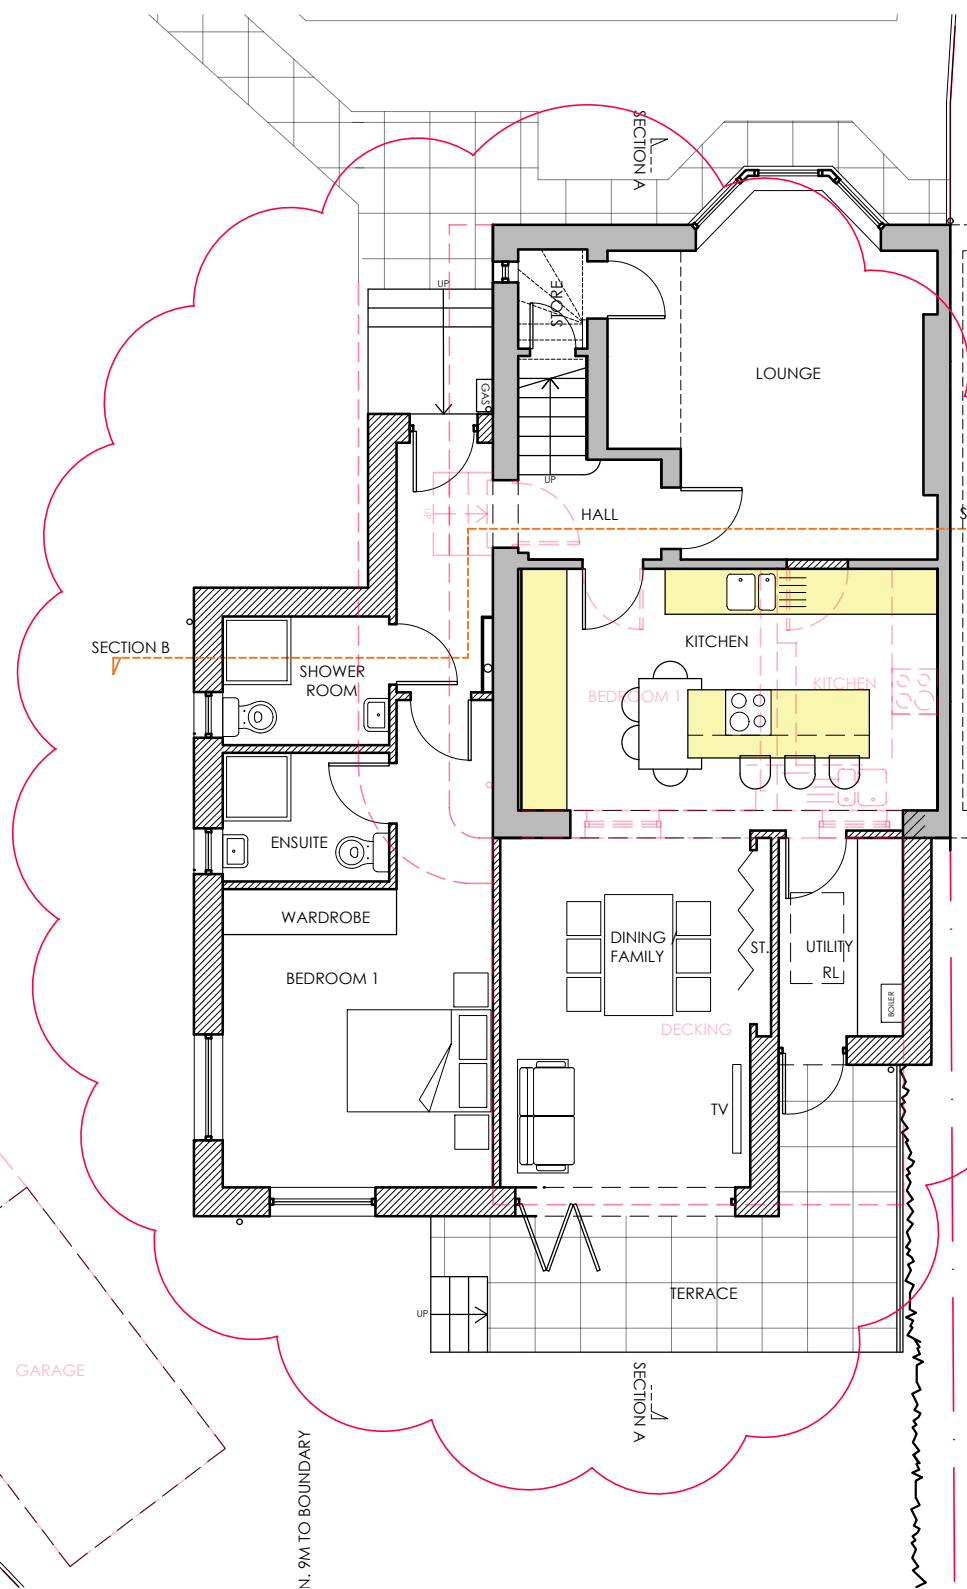 SECTION A
UP
STORE
GAS
LOUNGE
UP
HALL
UP
S
SECTION B
KITCHEN
SHOWER
ROOM
BEDROOM 1
KITCHEN
ENSUITE
WARDROBE
DINING /
FAMILY
ST.
UTILITY
RL
BEDROOM 1
BOILER
DECKING
TV
TERRACE
UP
GARAGE
SECTION A
N. 9M TO BOUNDARY